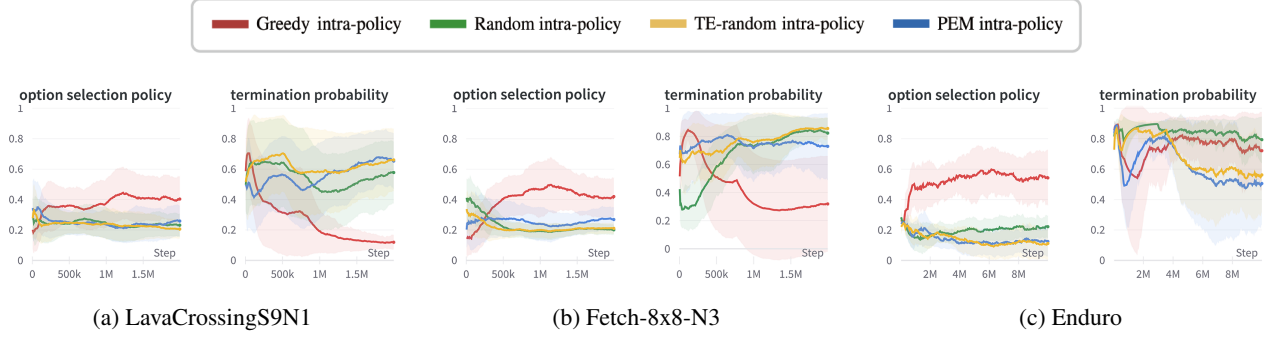 Greedy intra-policy Random intra-policy TE-random intra-policy PEM intra-policy
option selection policy termination probability option selection policy termination probability option selection policy termination probability
1 1 1 1 1 1
0.8 0.8 0.8 0.8 0.8 0.8
0.6 0.6 0.6 0.6 0.6 0.6
0.4 0.4 0.4 0.4 0.4 0.4
0.2 0.2 0.2 0.2 0.2 0.2
Step Step Step Step Step Step
0 0 0 0 0 0
0 500k 1M 1.5M 0 500k 1M 1.5M 0 500k 1M 1.5M 0 500k 1M 1.5M 2M 4M 6M 8M 2M 4M 6M 8M
(a) LavaCrossingS9N1 (b) Fetch-8x8-N3 (c) Enduro